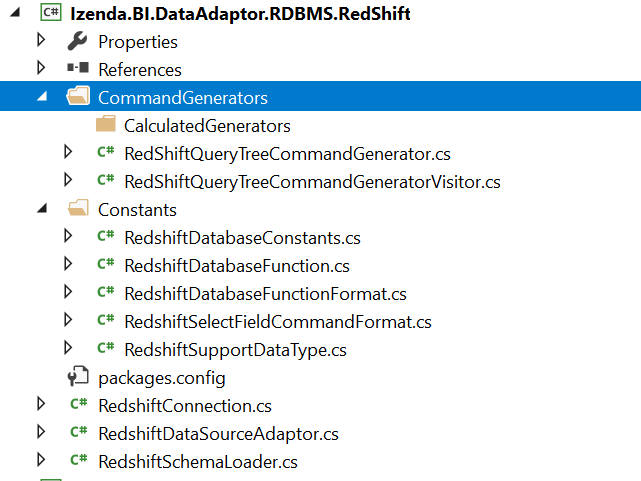 C# Izenda.BI.DataAdaptor.RDBMS.RedShift
Properties
References
CommandGenerators
CalculatedGenerators
C# RedShiftQueryTreeCommandGenerator.cs
C# RedShiftQueryTreeCommandGeneratorVisitor.cs
Constants
C# RedshiftDatabaseConstants.cs
C# RedshiftDatabaseFunction.cs
C# RedshiftDatabaseFunctionFormat.cs
C# RedshiftSelectFieldCommandFormat.cs
C# RedshiftSupportDataType.cs
packages.config
C# RedshiftConnection.cs
C# RedshiftDataSourceAdaptor.cs
C# RedshiftSchemaLoader.cs